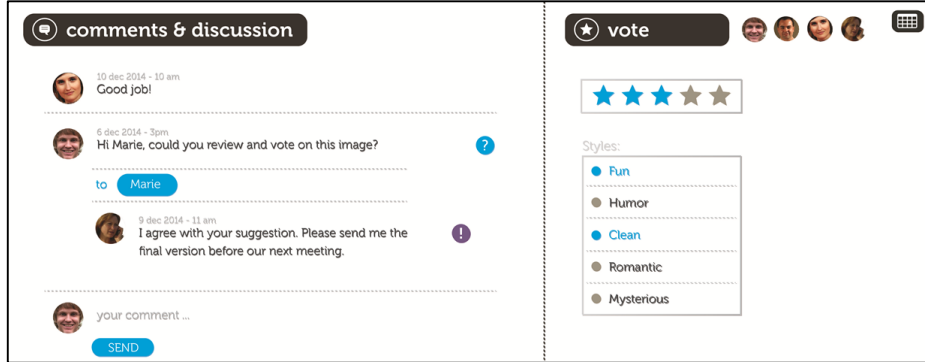 comments & discussion
10 dec 2014 - 10 am
Good job!
6 dec 2014 - 3pm
Hi Marie, could you review and vote on this image?
?
to Marie
9 dec 2014 - 11 am
I agree with your suggestion. Please send me the
final version before our next meeting.
!
your comment ...
SEND
vote
Styles:
Fun
Humor
Clean
Romantic
Mysterious